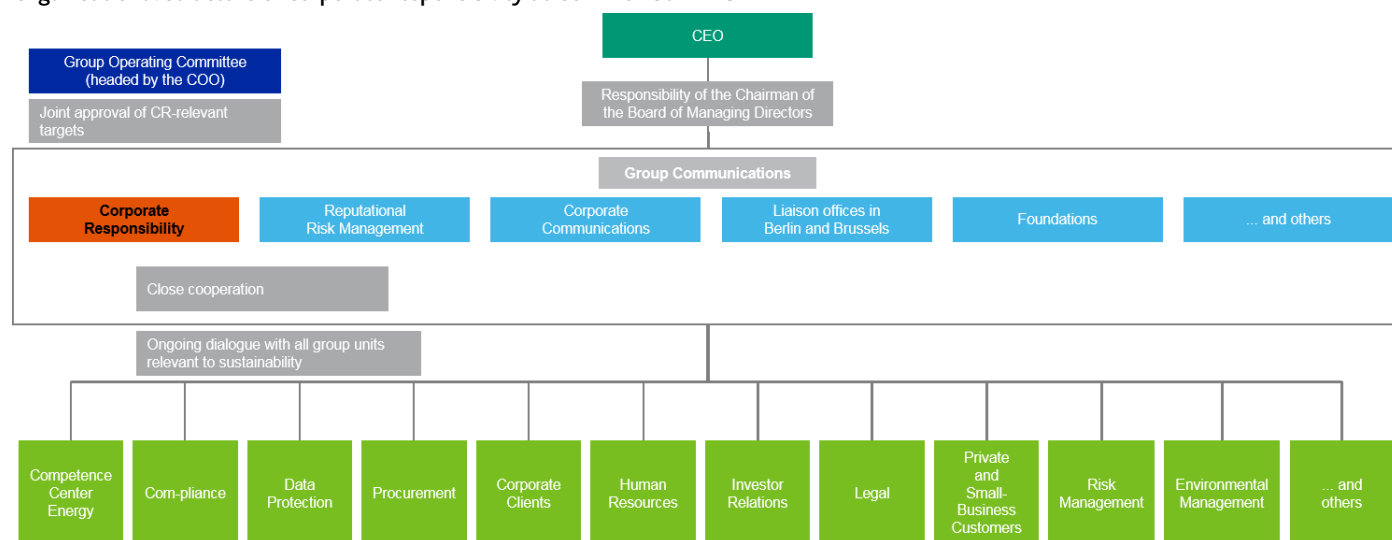 CEO
Group Operating Committee
(headed by the COO)
Joint approval of CR-relevant
targets
Responsibility of the Chairman of
the Board of Managing Directors
Group Communications
Corporate
Responsibility
Reputational
Risk Management
Corporate
Communications
Liaison offices in
Berlin and Brussels
Foundations
... and others
Close cooperation
Ongoing dialogue with all group units
relevant to sustainability
Competence
Center
Energy
Com-pliance
Data
Protection
Procurement
Corporate
Clients
Human
Resources
Investor
Relations
Legal
Private
and
Small-
Business
Customers
Risk
Management
Environmental
Management
... and
others